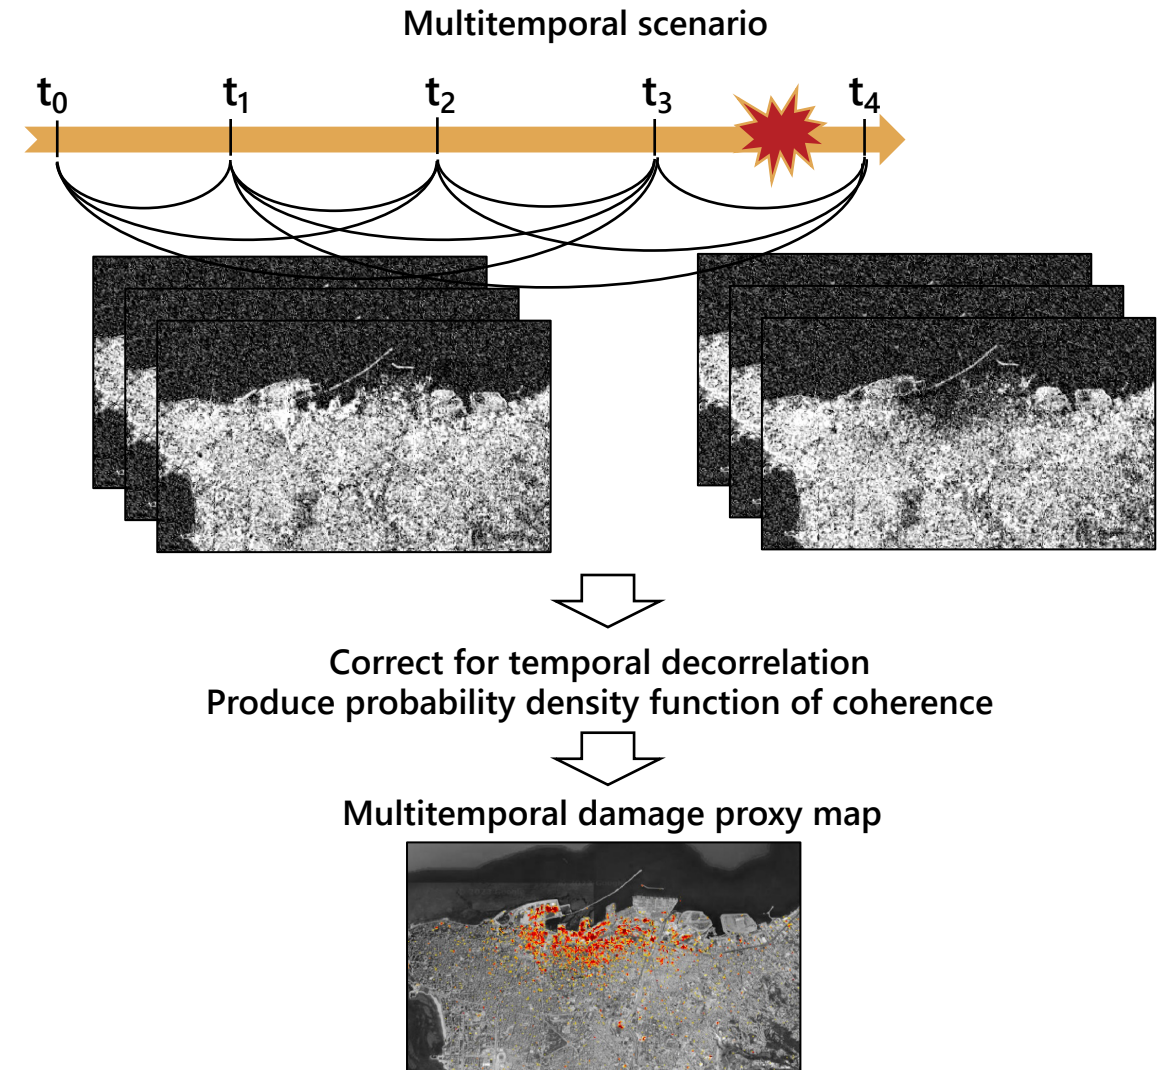 Multitemporal scenario
t₀ t₁ t₂ t₃ t₄
Correct for temporal decorrelation
Produce probability density function of coherence
Multitemporal damage proxy map